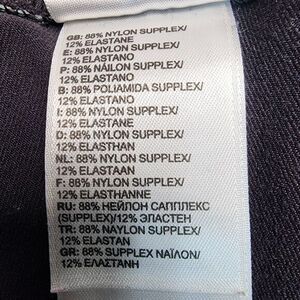 GB: 88% NYLON SUPPLEX/
12% ELASTANE
E: 88% NYLON SUPPLEX/
12% ELASTANO
P: 88% NÁILON SUPPLEX/
12% ELASTANO
B: 88% POLIAMIDA SUPPLEX/
12% ELASTANO
I: 88% NYLON SUPPLEX/
12% ELASTANE
D: 88% NYLON SUPPLEX/
12% ELASTHAN
NL: 88% NYLON SUPPLEX/
12% ELASTAAN
F: 88% NYLON SUPPLEX/
12% ELASTHANNE
RU: 88% НЕЙЛОН САППЛЕКС
(SUPPLEX)/12% ЭЛАСТЕН
TR: 88% NAYLON SUPPLEX/
12% ELASTAN
GR: 88% SUPPLEX NAΪΛON/
12% ΕΛΑΣΤΑΝΗ